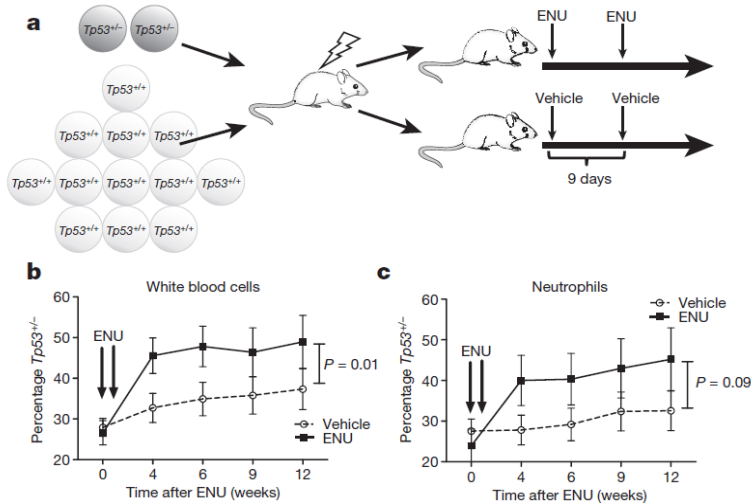 a
Tp53+/– Tp53+/–
Tp53+/+
Tp53+/+ Tp53+/+ Tp53+/+
Tp53+/+ Tp53+/+ Tp53+/+ Tp53+/+ Tp53+/+
Tp53+/+ Tp53+/+ Tp53+/+
ENU ENU
Vehicle Vehicle
9 days
b
White blood cells
Percentage Tp53+/–
60
50
40
30
20
ENU
P = 0.01
Vehicle
ENU
0 4 6 9 12
Time after ENU (weeks)
c
Neutrophils
Percentage Tp53+/–
60
50
40
30
20
Vehicle
ENU
ENU
P = 0.09
0 4 6 9 12
Time after ENU (weeks)